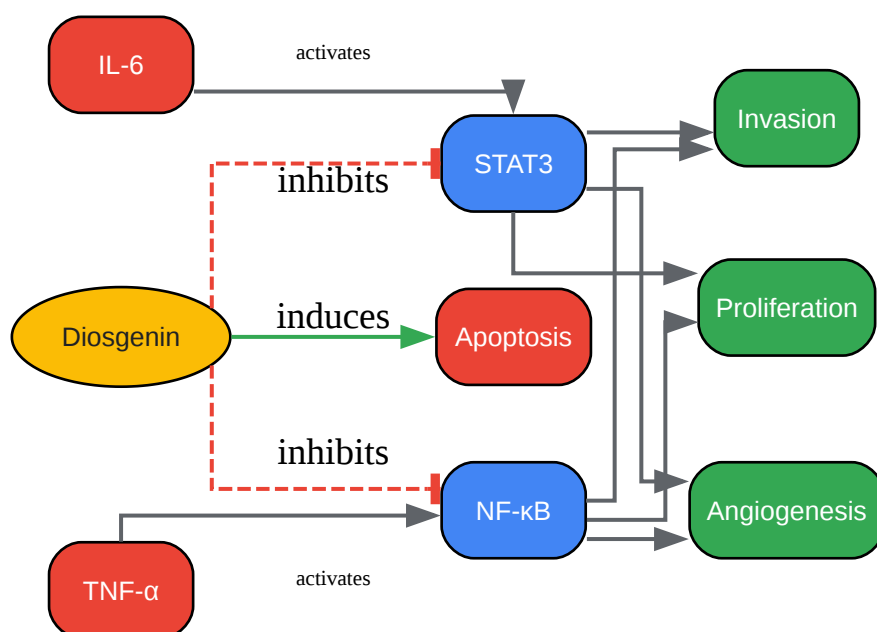 IL-6
activates
STAT3
Invasion
inhibits
Diosgenin
induces
Apoptosis
Proliferation
inhibits
NF-κB
Angiogenesis
TNF-α
activates